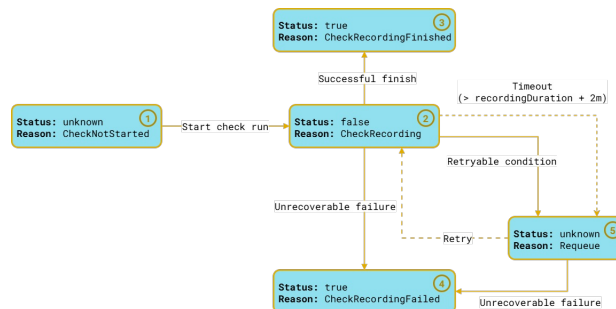 Status: true
Reason: CheckRecordingFinished
3
Successful finish
Timeout
(> recordingDuration + 2m)
Status: unknown
Reason: CheckNotStarted
1
Start check run
Status: false
Reason: CheckRecording
2
Retryable condition
Unrecoverable failure
Retry
Status: unknown
Reason: Requeue
5
Status: true
Reason: CheckRecordingFailed
4
Unrecoverable failure